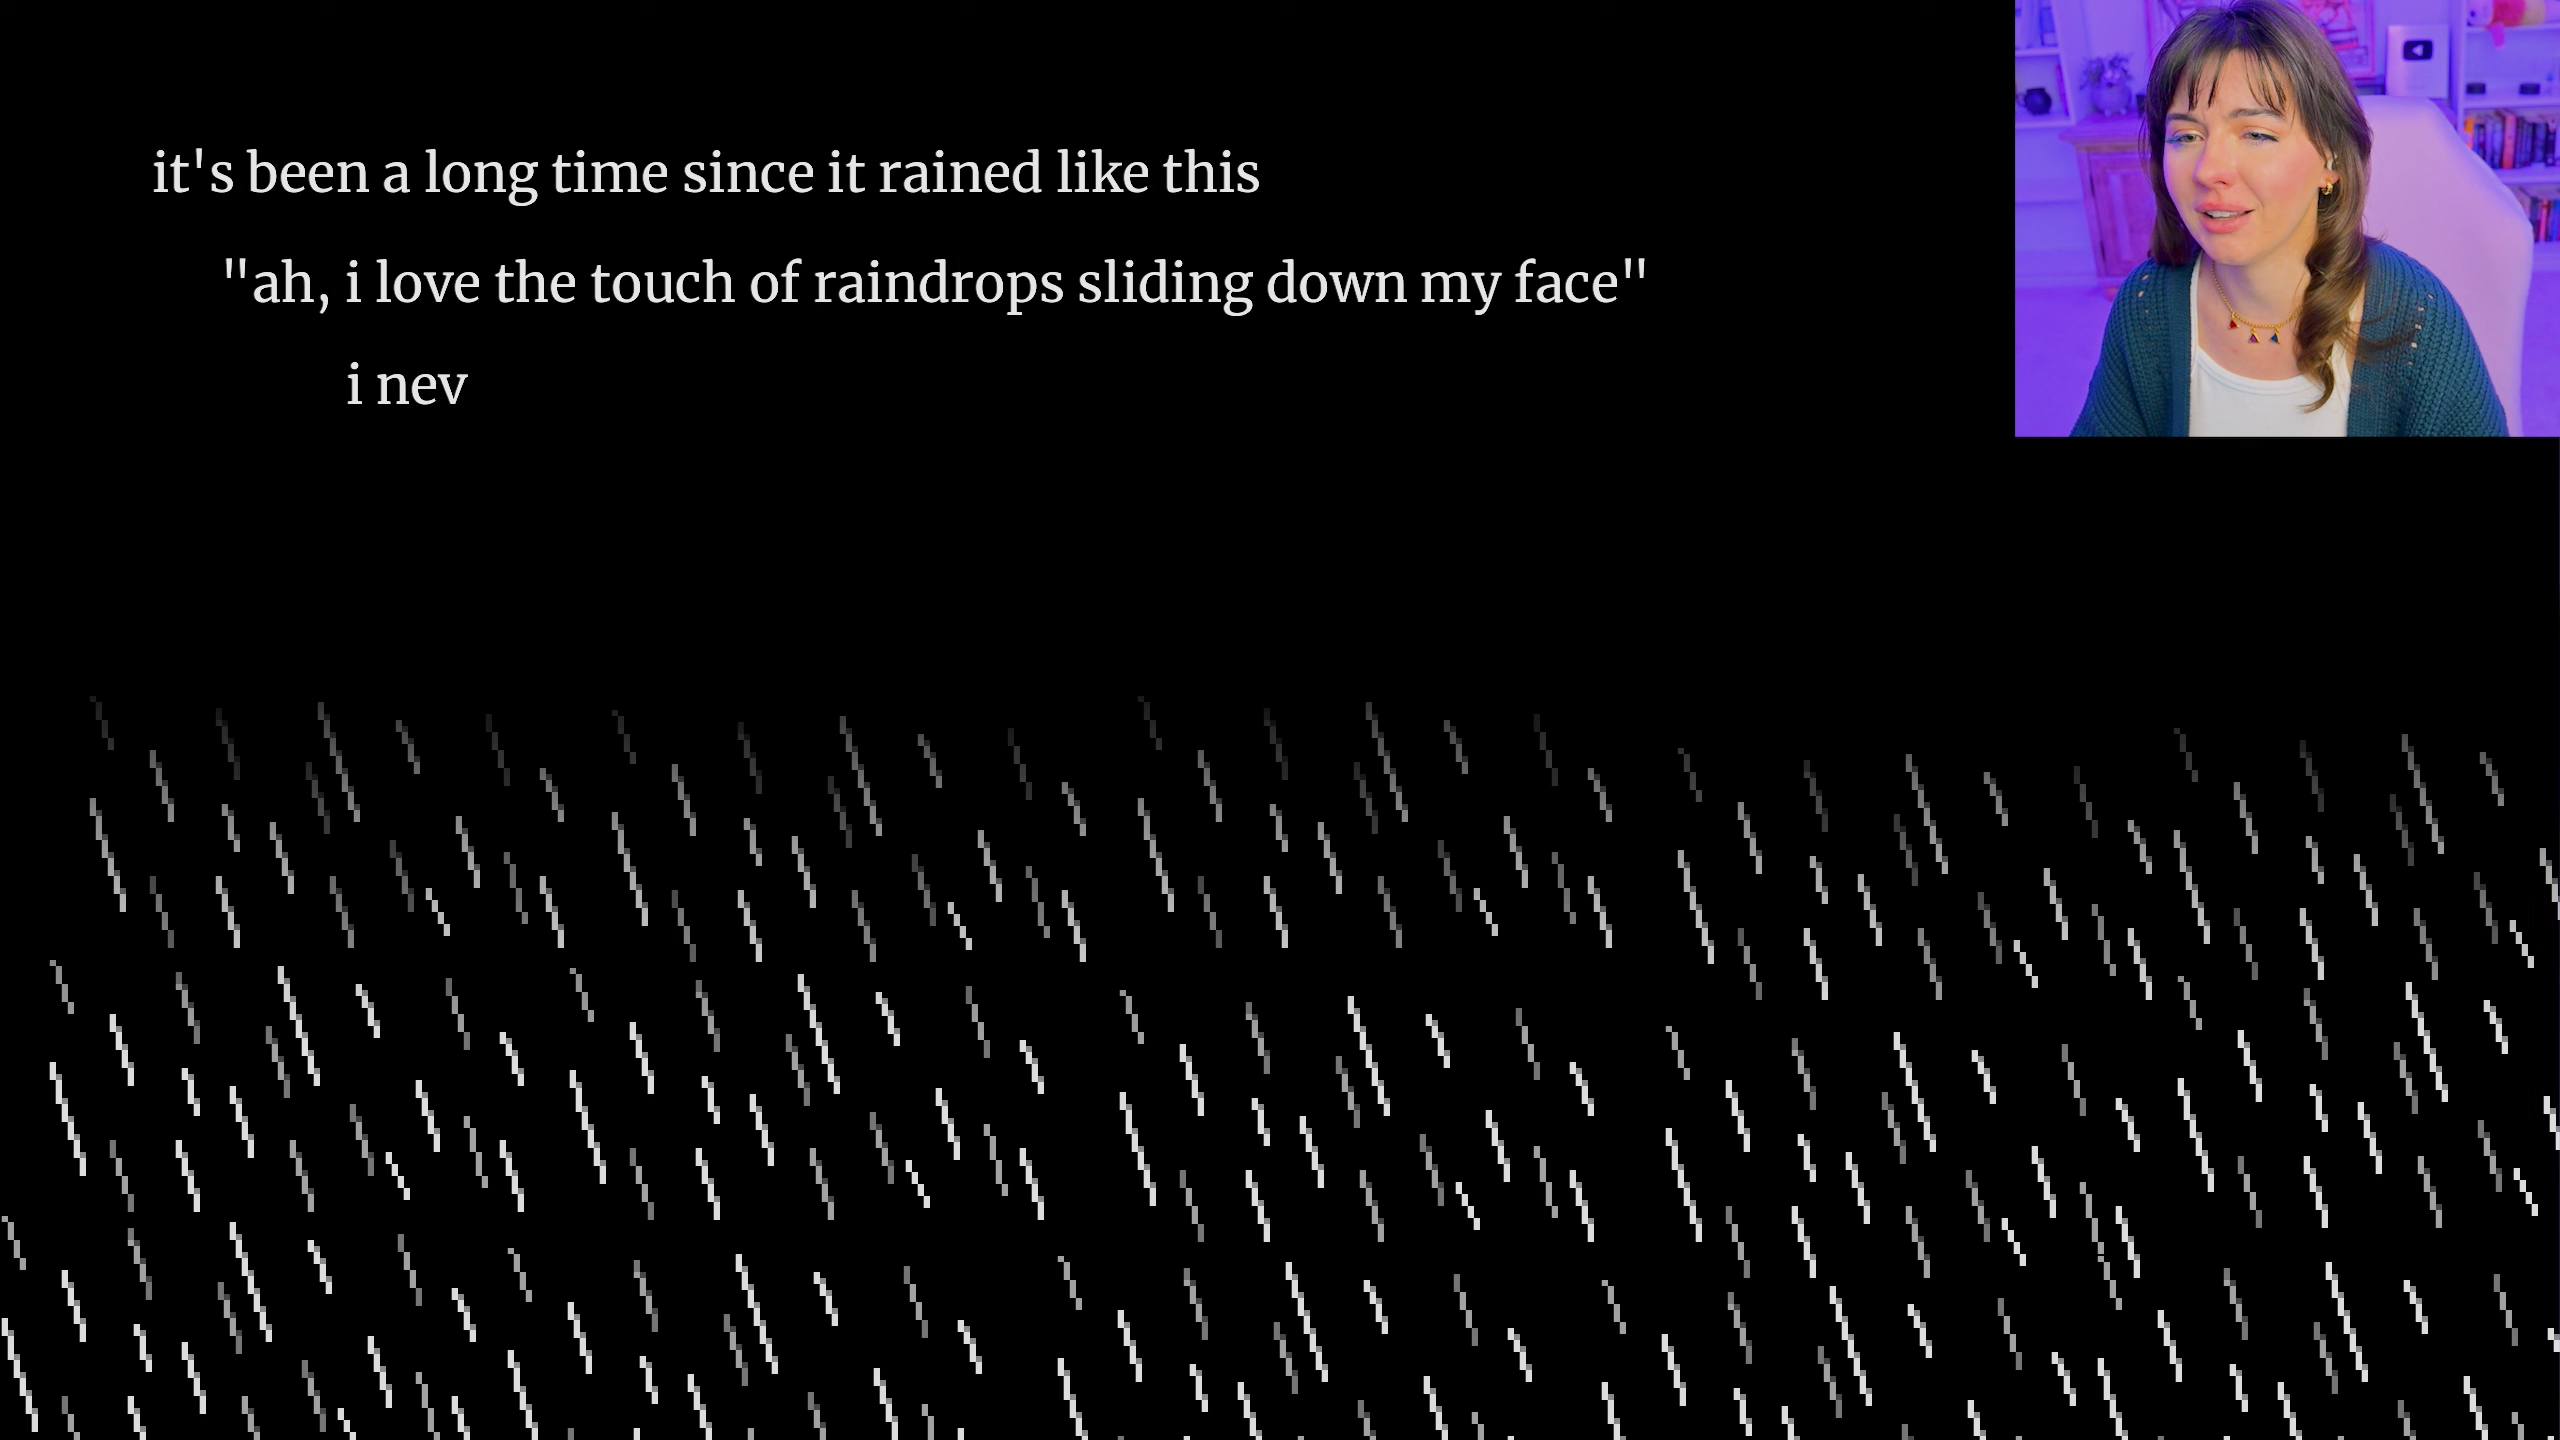 it's been a long time since it rained like this
"ah, i love the touch of raindrops sliding down my face"
i nev